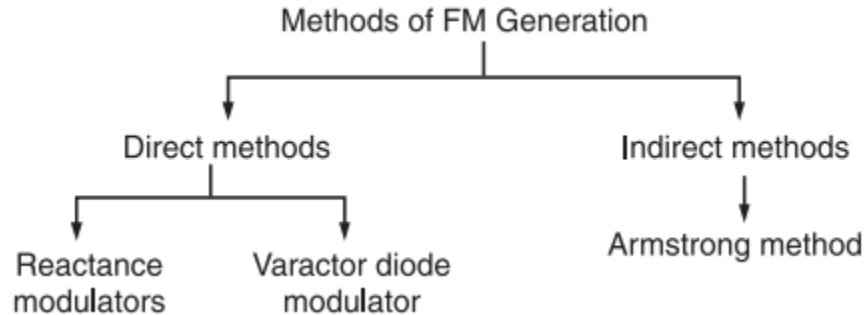 Methods of FM Generation
Direct methods
Indirect methods
Reactance
modulators
Varactor diode
modulator
Armstrong method